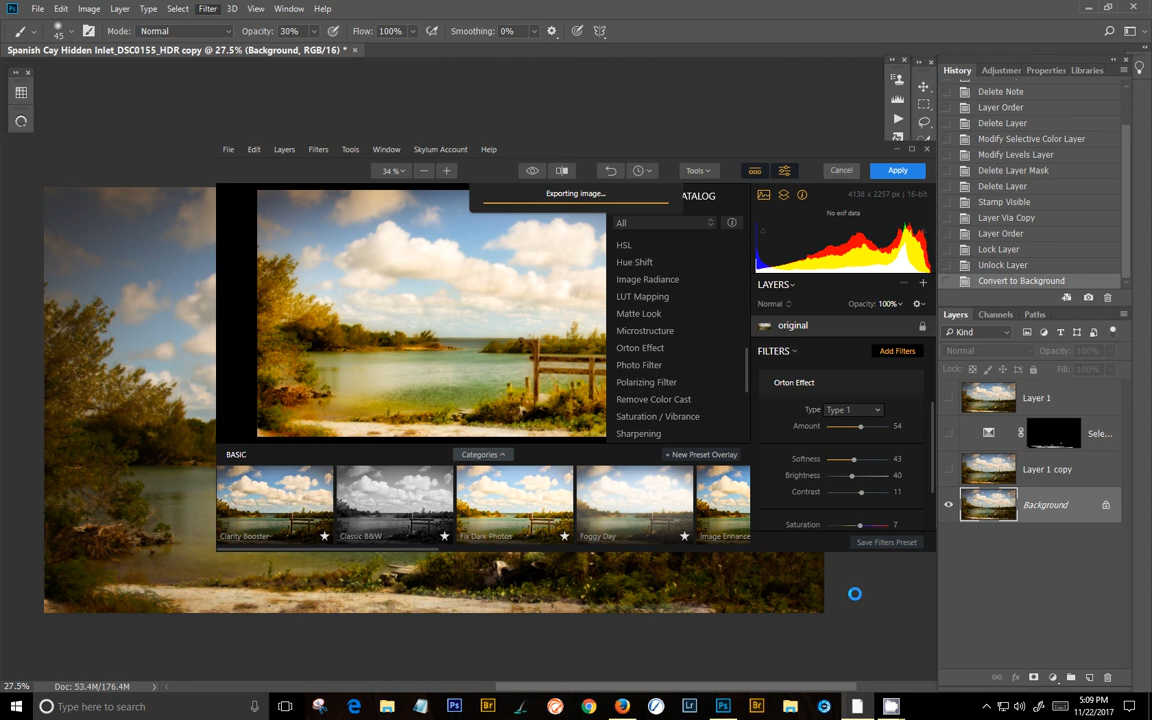 Ps File Edit Image Layer Type Select Filter 3D View Window Help
45 Mode: Normal Opacity: 30% Flow: 100% Smoothing: 0%
Spanish Cay Hidden Inlet_DSC0155_HDR copy @ 27.5% (Background, RGB/16) *
File Edit Layers Filters Tools Window Skylum Account Help
34 % Tools Cancel Apply
Exporting image...
ATALOG
All
HSL
Hue Shift
Image Radiance
LUT Mapping
Matte Look
Microstructure
Orton Effect
Photo Filter
Polarizing Filter
Remove Color Cast
Saturation / Vibrance
Sharpening
4138 x 2257 px | 16-bit
No exif data
LAYERS
Normal Opacity: 100%
original
FILTERS Add Filters
Orton Effect
Type Type 1
Amount 54
Softness 43
Brightness 40
Contrast 11
Saturation 7
Save Filters Preset
BASIC Categories + New Preset Overlay
Clarity Booster Classic B&W Fix Dark Photos Foggy Day Image Enhance
History Adjustmer Properties Libraries
Delete Note
Layer Order
Delete Layer
Modify Selective Color Layer
Modify Levels Layer
Delete Layer Mask
Delete Layer
Stamp Visible
Layer Via Copy
Layer Order
Lock Layer
Unlock Layer
Convert to Background
Layers Channels Paths
Kind
Normal Opacity: 100%
Lock: Fill: 100%
Layer 1
Sele...
Layer 1 copy
Background
fx
27.5% Doc: 53.4M/176.4M
Type here to search
Ps Br Lr Ps Br
5:09 PM
11/22/2017